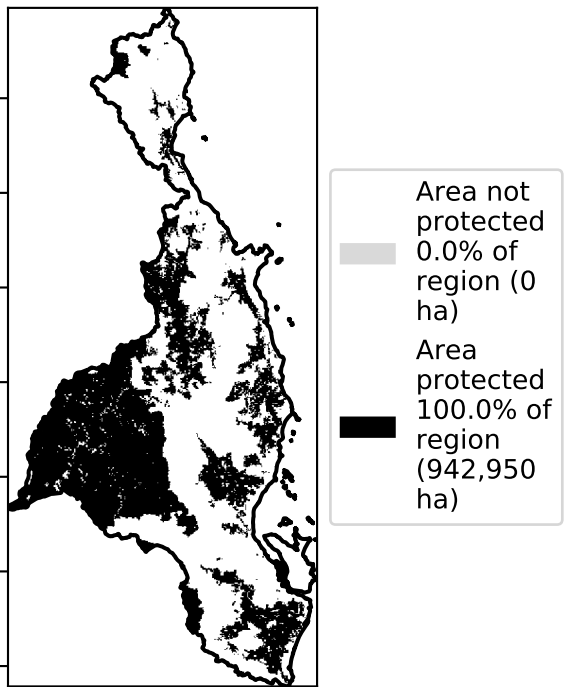 Area not
protected
0.0% of
region (0
ha)
Area
protected
100.0% of
region
(942,950
ha)